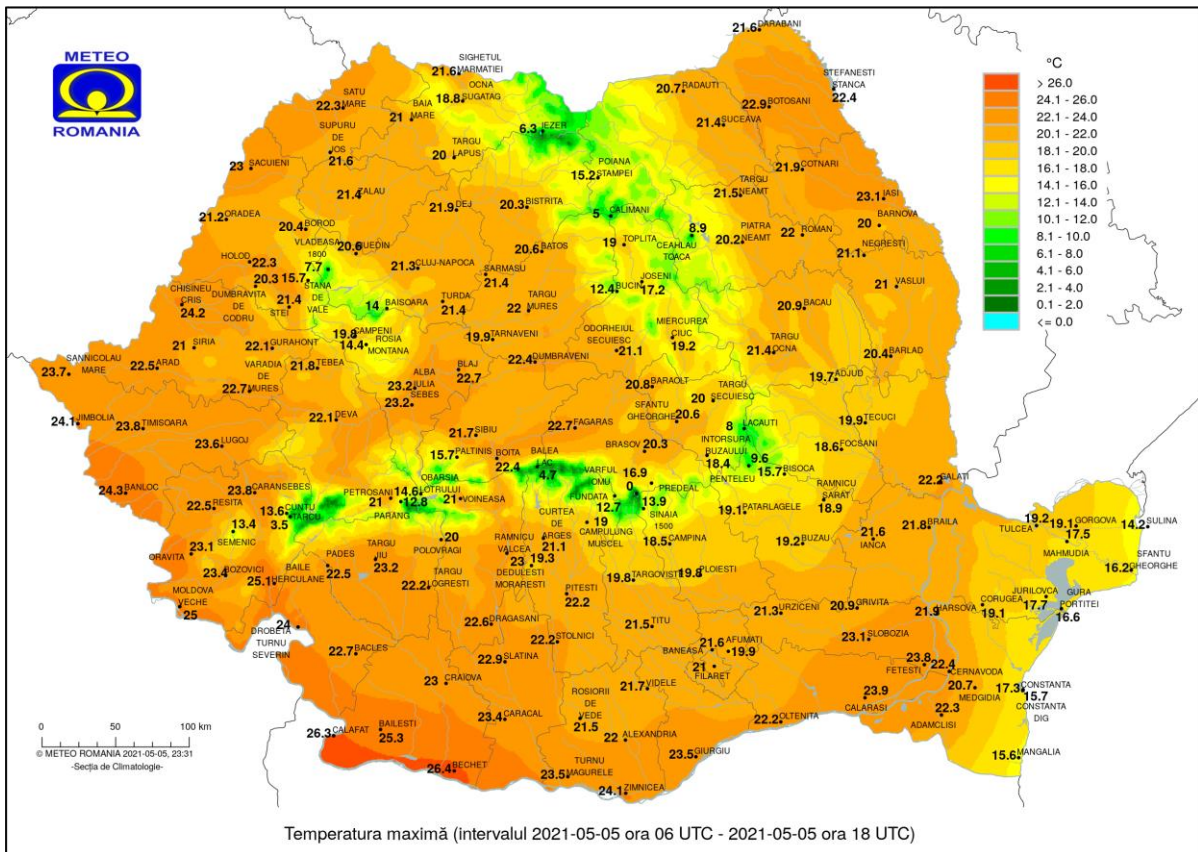 METEO
ROMANIA
21.6 DARABANI
SIGHETUL
21.6 MARMATIEI
OCNA
18.8 SUGATAG
SATU
22.3 MARE
BAIA
21 MARE
20.7 RADAUTI
STEFANESTI
STANCA
22.4
22.9 BOTOSANI
21.4 SUCEAVA
6.3 IEZER
SUPURU
DE
JOS
21.6
TARGU
20 LAPUS
23 SACUIENI
POIANA
15.2 STAMPEI
21.9 COTNARI
21.4 ZALAU
21.9 DEJ
20.3 BISTRITA
5 CALIMANI
TARGU
21.5 NEAMT
23.1 IASI
21.2 ORADEA
20.4 BOROD
BARNOVA
20
8.9
CEAHLAU
TOACA
PIATRA
20.2 NEAMT
22 ROMAN
NEGRESTI
21.1
VLADEASA
1800
7.7
20.6 HUEDIN
20.6 BATOS
19 TOPLITA
HOLOD
22.3
21.3 CLUJ-NAPOCA
SARMASU
21.4
12.4 BUCIN
JOSENI
17.2
21 VASLUI
20.3
DUMBRAVITA
DE
CODRU
15.7
STANA
DE
VALE
CHISINEU
CRIS
24.2
21.4
STEI
14 BAISOARA
TURDA
21.4
TARGU
22 MURES
20.9 BACAU
19.8 CAMPENI
14.4 ROSIA
MONTANA
19.9 TARNAVENI
ODORHEIUL
SECUIESC
21.1
MIERCUREA
CIUC
19.2
TARGU
21.4 OCNA
20.4 BARLAD
21 SIRIA
22.1 GURAHONT
SANNICOLAU
23.7 MARE
22.5 ARAD
VARADIA
DE
22.7 MURES
21.8 TEBEA
ALBA
23.2 IULIA
SEBES
23.2
BLAJ
22.7
22.4 DUMBRAVENI
19.7 ADJUD
20.8 BARAOLT
TARGU
20 SECUIESC
24.1 JIMBOLIA
23.8 TIMISOARA
22.1 DEVA
SFANTU
GHEORGHE
20.6
19.9 TECUCI
23.6 LUGOJ
21.7 SIBIU
22.7 FAGARAS
8 LACAUTI
18.6 FOCSANI
15.7 PALTINIS
BOITA
22.4
BALEA
LAC
4.7
BRASOV
20.3
INTORSURA
BUZAULUI
18.4
9.6
PENTELEU
15.7 BISOCA
22.2 GALATI
24.3 BANLOC
23.8 CARANSEBES
OBARSIA
14.6 LOTRULUI
PETROSANI
21
12.8
PARANG
21 VOINEASA
VARFUL
OMU
0
16.9
PREDEAL
FUNDATA
12.7
13.9
SINAIA
1500
RAMNICU
SARAT
18.9
RESITA
22.5
13.6 CUNTU
3.5 TARCU
13.4
SEMENIC
CURTEA
DE
ARGES
21.1
19
CAMPULUNG
MUSCEL
19.1 PATARLAGELE
21.6
IANCA
21.8 BRAILA
19.2
TULCEA
19.1 GORGOVA
17.5
MAHMUDIA
14.2 SULINA
23.1
ORAVITA
PADES
22.5
TARGU
JIU
23.2
20
POLOVRAGI
RAMNICU
VALCEA
23
19.3
DEDULESTI
MORARESTI
18.5 CAMPINA
19.2 BUZAU
SFANTU
16.2 GHEORGHE
23.4 BOZOVICI
BAILE
25.1 HERCULANE
TARGU
22.2 LOGRESTI
19.8 TARGOVISTE
19.8 PLOIESTI
MOLDOVA
VECHE
25
PITESTI
22.2
20.9 GRIVITA
21.3 URZICENI
21.9 HARSOVA
CORUGEA
19.1
JURILOVCA
17.7
GURA
PORTITEI
16.6
24
DROBETA
TURNU
SEVERIN
22.6 DRAGASANI
22.2 STOLNICI
21.5 TITU
21.6 AFUMATI
BANEASA 19.9
21
FILARET
23.1 SLOBOZIA
22.7 BACLES
22.9 SLATINA
23.8
FETESTI
22.4
CERNAVODA
23 CRAIOVA
21.7 VIDELE
23.9
CALARASI
20.7
MEDGIDIA
17.3 CONSTANTA
15.7
CONSTANTA
DIG
ROSIORII
DE
VEDE
21.5
23.4 CARACAL
22.2 OLTENITA
22.3
ADAMCLISI
26.3 CALAFAT
BAILESTI
25.3
22 ALEXANDRIA
23.5 GIURGIU
15.6 MANGALIA
26.4 BECHET
TURNU
23.5 MAGURELE
24.1 ZIMNICEA
°C
> 26.0
24.1 - 26.0
22.1 - 24.0
20.1 - 22.0
18.1 - 20.0
16.1 - 18.0
14.1 - 16.0
12.1 - 14.0
10.1 - 12.0
8.1 - 10.0
6.1 - 8.0
4.1 - 6.0
2.1 - 4.0
0.1 - 2.0
<= 0.0
0 50 100 km
© METEO ROMANIA 2021-05-05, 23:31
-Secția de Climatologie-
Temperatura maximă (intervalul 2021-05-05 ora 06 UTC - 2021-05-05 ora 18 UTC)